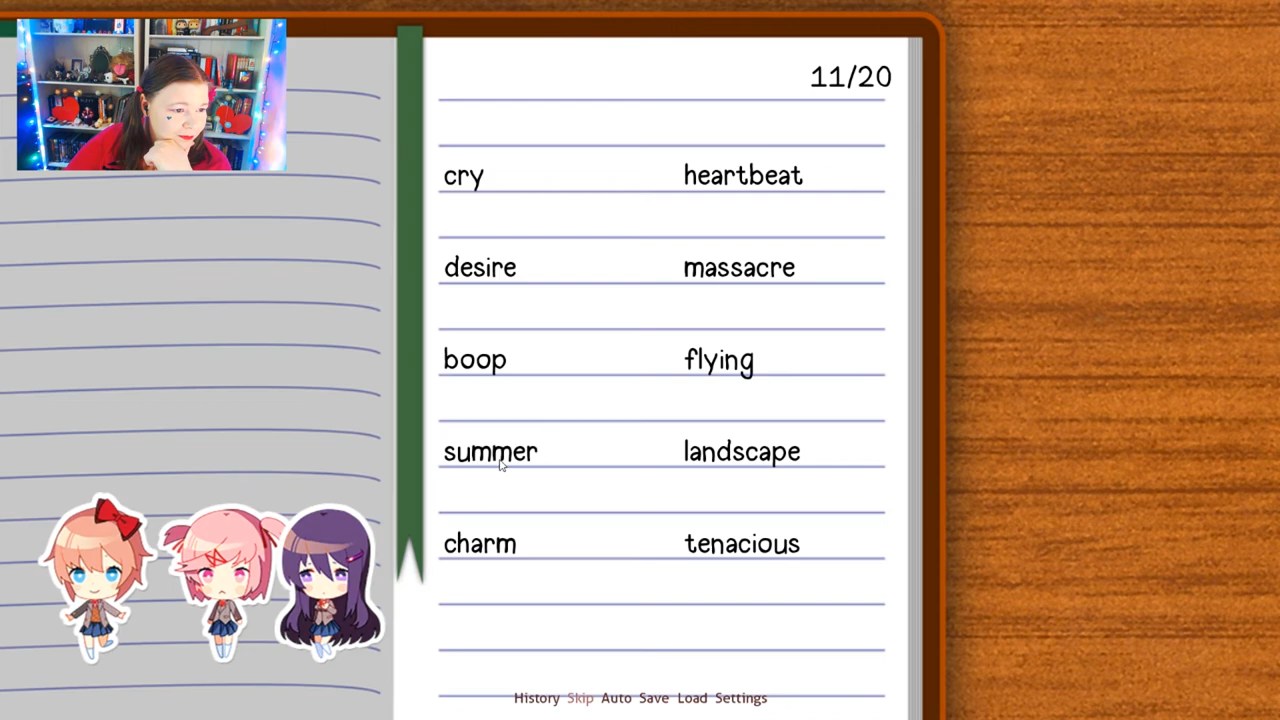 11/20
cry heartbeat
desire massacre
boop flying
summer landscape
charm tenacious
History Skip Auto Save Load Settings